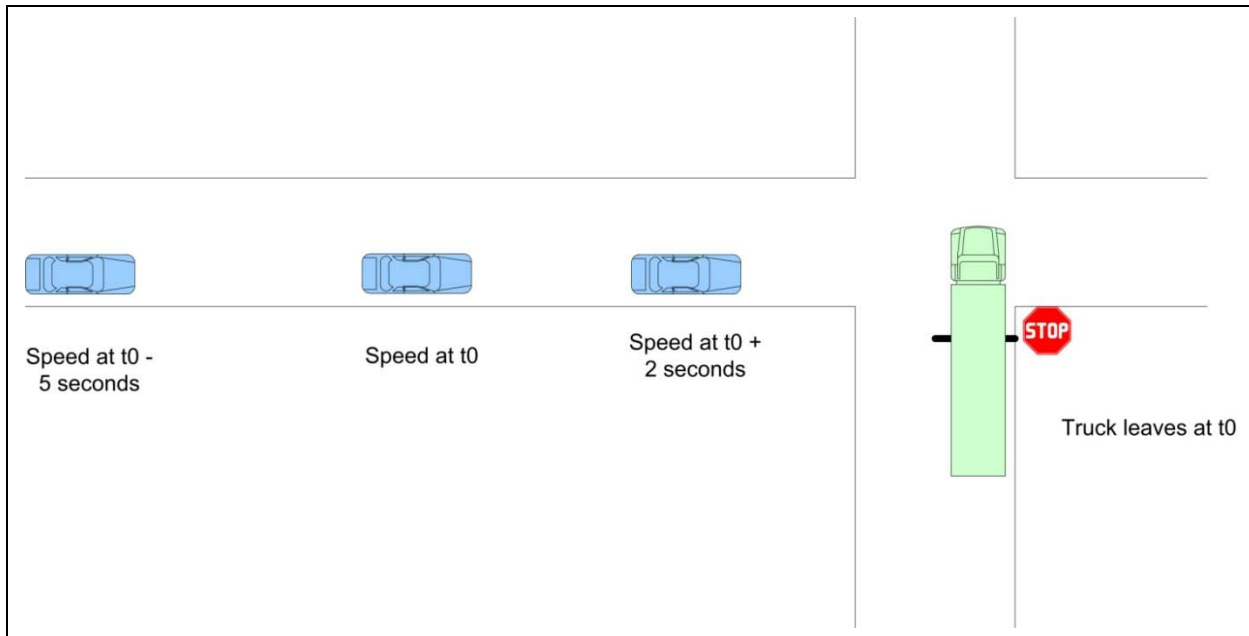 Speed at t0 -
5 seconds
Speed at t0
Speed at t0 +
2 seconds
STOP
Truck leaves at t0